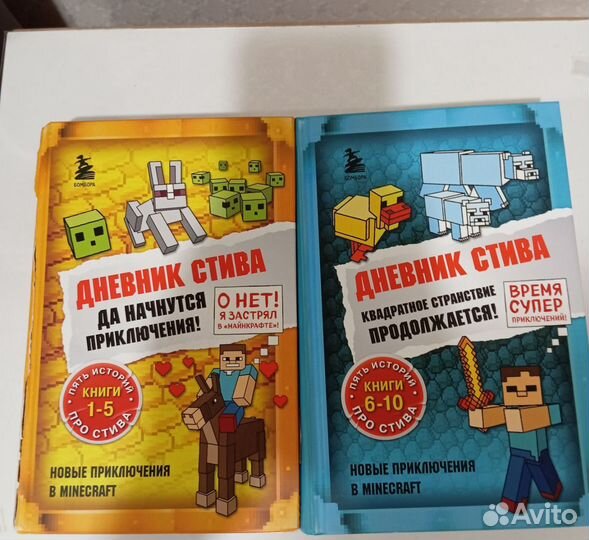 БОМБОРА
ДНЕВНИК СТИВА
ДА НАЧНУТСЯ
ПРИКЛЮЧЕНИЯ!
О НЕТ!
Я ЗАСТРЯЛ
В «МАЙНКРАФТЕ»!
ПЯТЬ ИСТОРИЙ
КНИГИ
1-5
ПРО СТИВА
НОВЫЕ ПРИКЛЮЧЕНИЯ
В MINECRAFT
БОМБОРА
ДНЕВНИК СТИВА
КВАДРАТНОЕ СТРАНСТВИЕ
ПРОДОЛЖАЕТСЯ!
ВРЕМЯ
СУПЕР
ПРИКЛЮЧЕНИЙ!
ПЯТЬ ИСТОРИЙ
КНИГИ
6-10
ПРО СТИВА
НОВЫЕ ПРИКЛЮЧЕНИЯ
В MINECRAFT
Avito